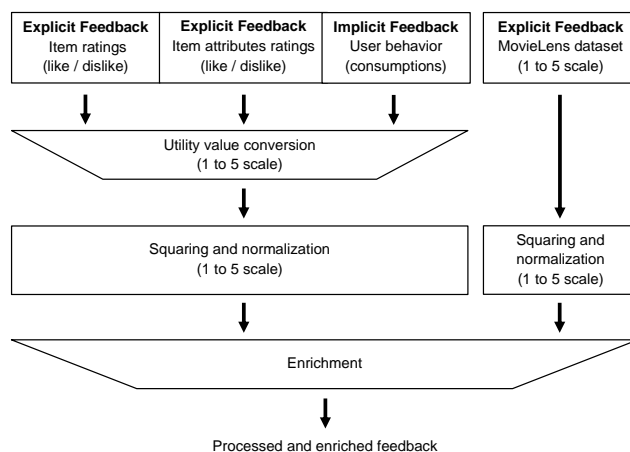 Explicit Feedback
Item ratings
(like / dislike)
Explicit Feedback
Item attributes ratings
(like / dislike)
Implicit Feedback
User behavior
(consumptions)
Explicit Feedback
MovieLens dataset
(1 to 5 scale)
Utility value conversion
(1 to 5 scale)
Squaring and normalization
(1 to 5 scale)
Squaring and
normalization
(1 to 5 scale)
Enrichment
Processed and enriched feedback